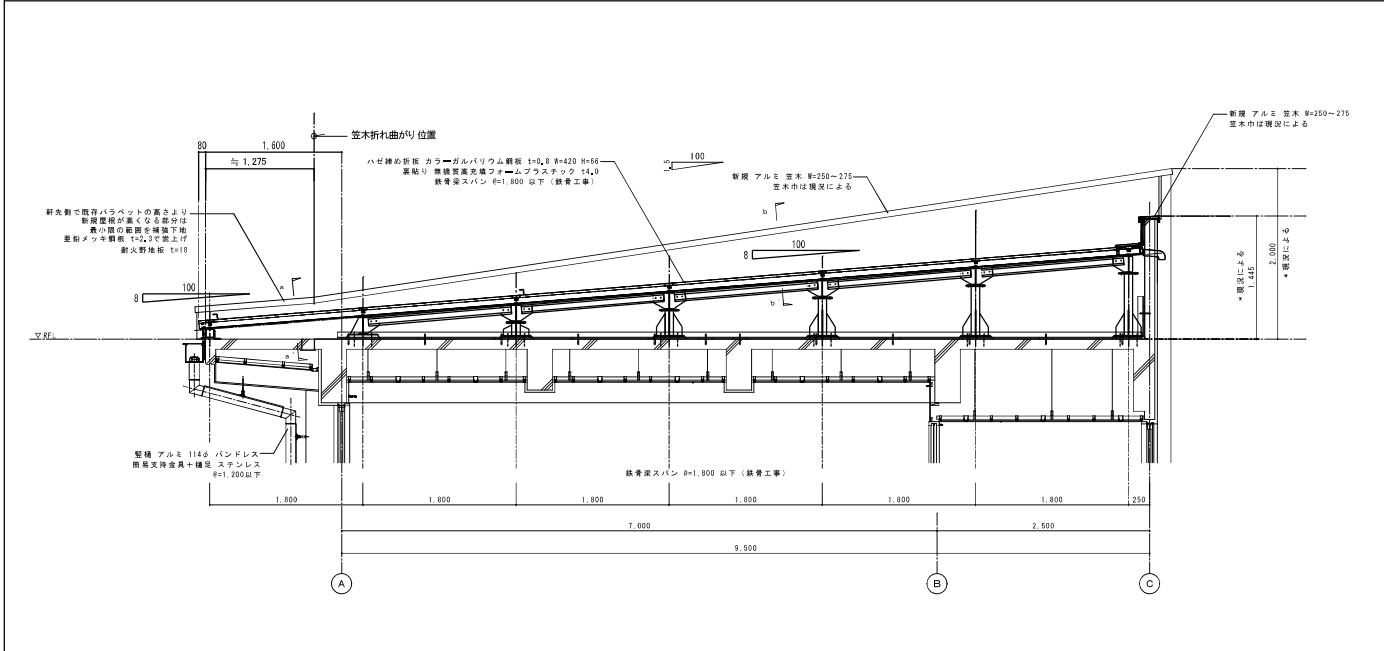 新規 アルミ 笠木 W=250~275
笠木巾は現況による
笠木折れ曲がり位置
80
1,600
≒1,275
ハゼ締め折板 カラーガルバリウム鋼板 t=0.8 W=420 H=66
裏貼り 無機質高充填フォームプラスチック t4.0
鉄骨梁スパン @=1,800 以下 (鉄骨工事)
100
1.5
新規 アルミ 笠木 W=250~275
笠木巾は現況による
軒先側で既存パラペットの高さより
新規屋根が高くなる部分は
最小限の範囲を補強下地
亜鉛メッキ鋼板 t=2.3で嵩上げ
耐火野地板 t=18
b
100
8
b'
a
100
8
a'
*現況による
1,445
2,000
*現況による
▽RFL
竪樋 アルミ 114φ バンドレス
簡易支持金具+樋足 ステンレス
@=1,200以下
鉄骨梁スパン @=1,800 以下 (鉄骨工事)
1,800
1,800
1,800
1,800
1,800
1,800
250
7,000
2,500
9,500
A
B
C